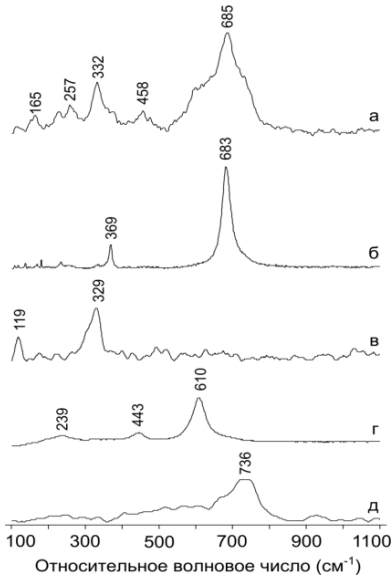 685
332
257
165
458
а
683
369
б
329
119
в
610
239
443
г
736
д
100 300 500 700 900 1100
Относительное волновое число (см⁻¹)